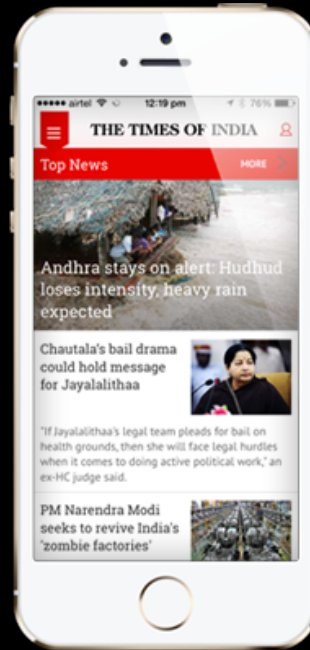 airtel 12:19 pm 76%
THE TIMES OF INDIA
Top News MORE
Andhra stays on alert: Hudhud
loses intensity, heavy rain
expected
Chautala's bail drama
could hold message
for Jayalalithaa
"If Jayalalithaa's legal team pleads for bail on
health grounds, then she will face legal hurdles
when it comes to doing active political work," an
ex-HC judge said.
PM Narendra Modi
seeks to revive India's
'zombie factories'